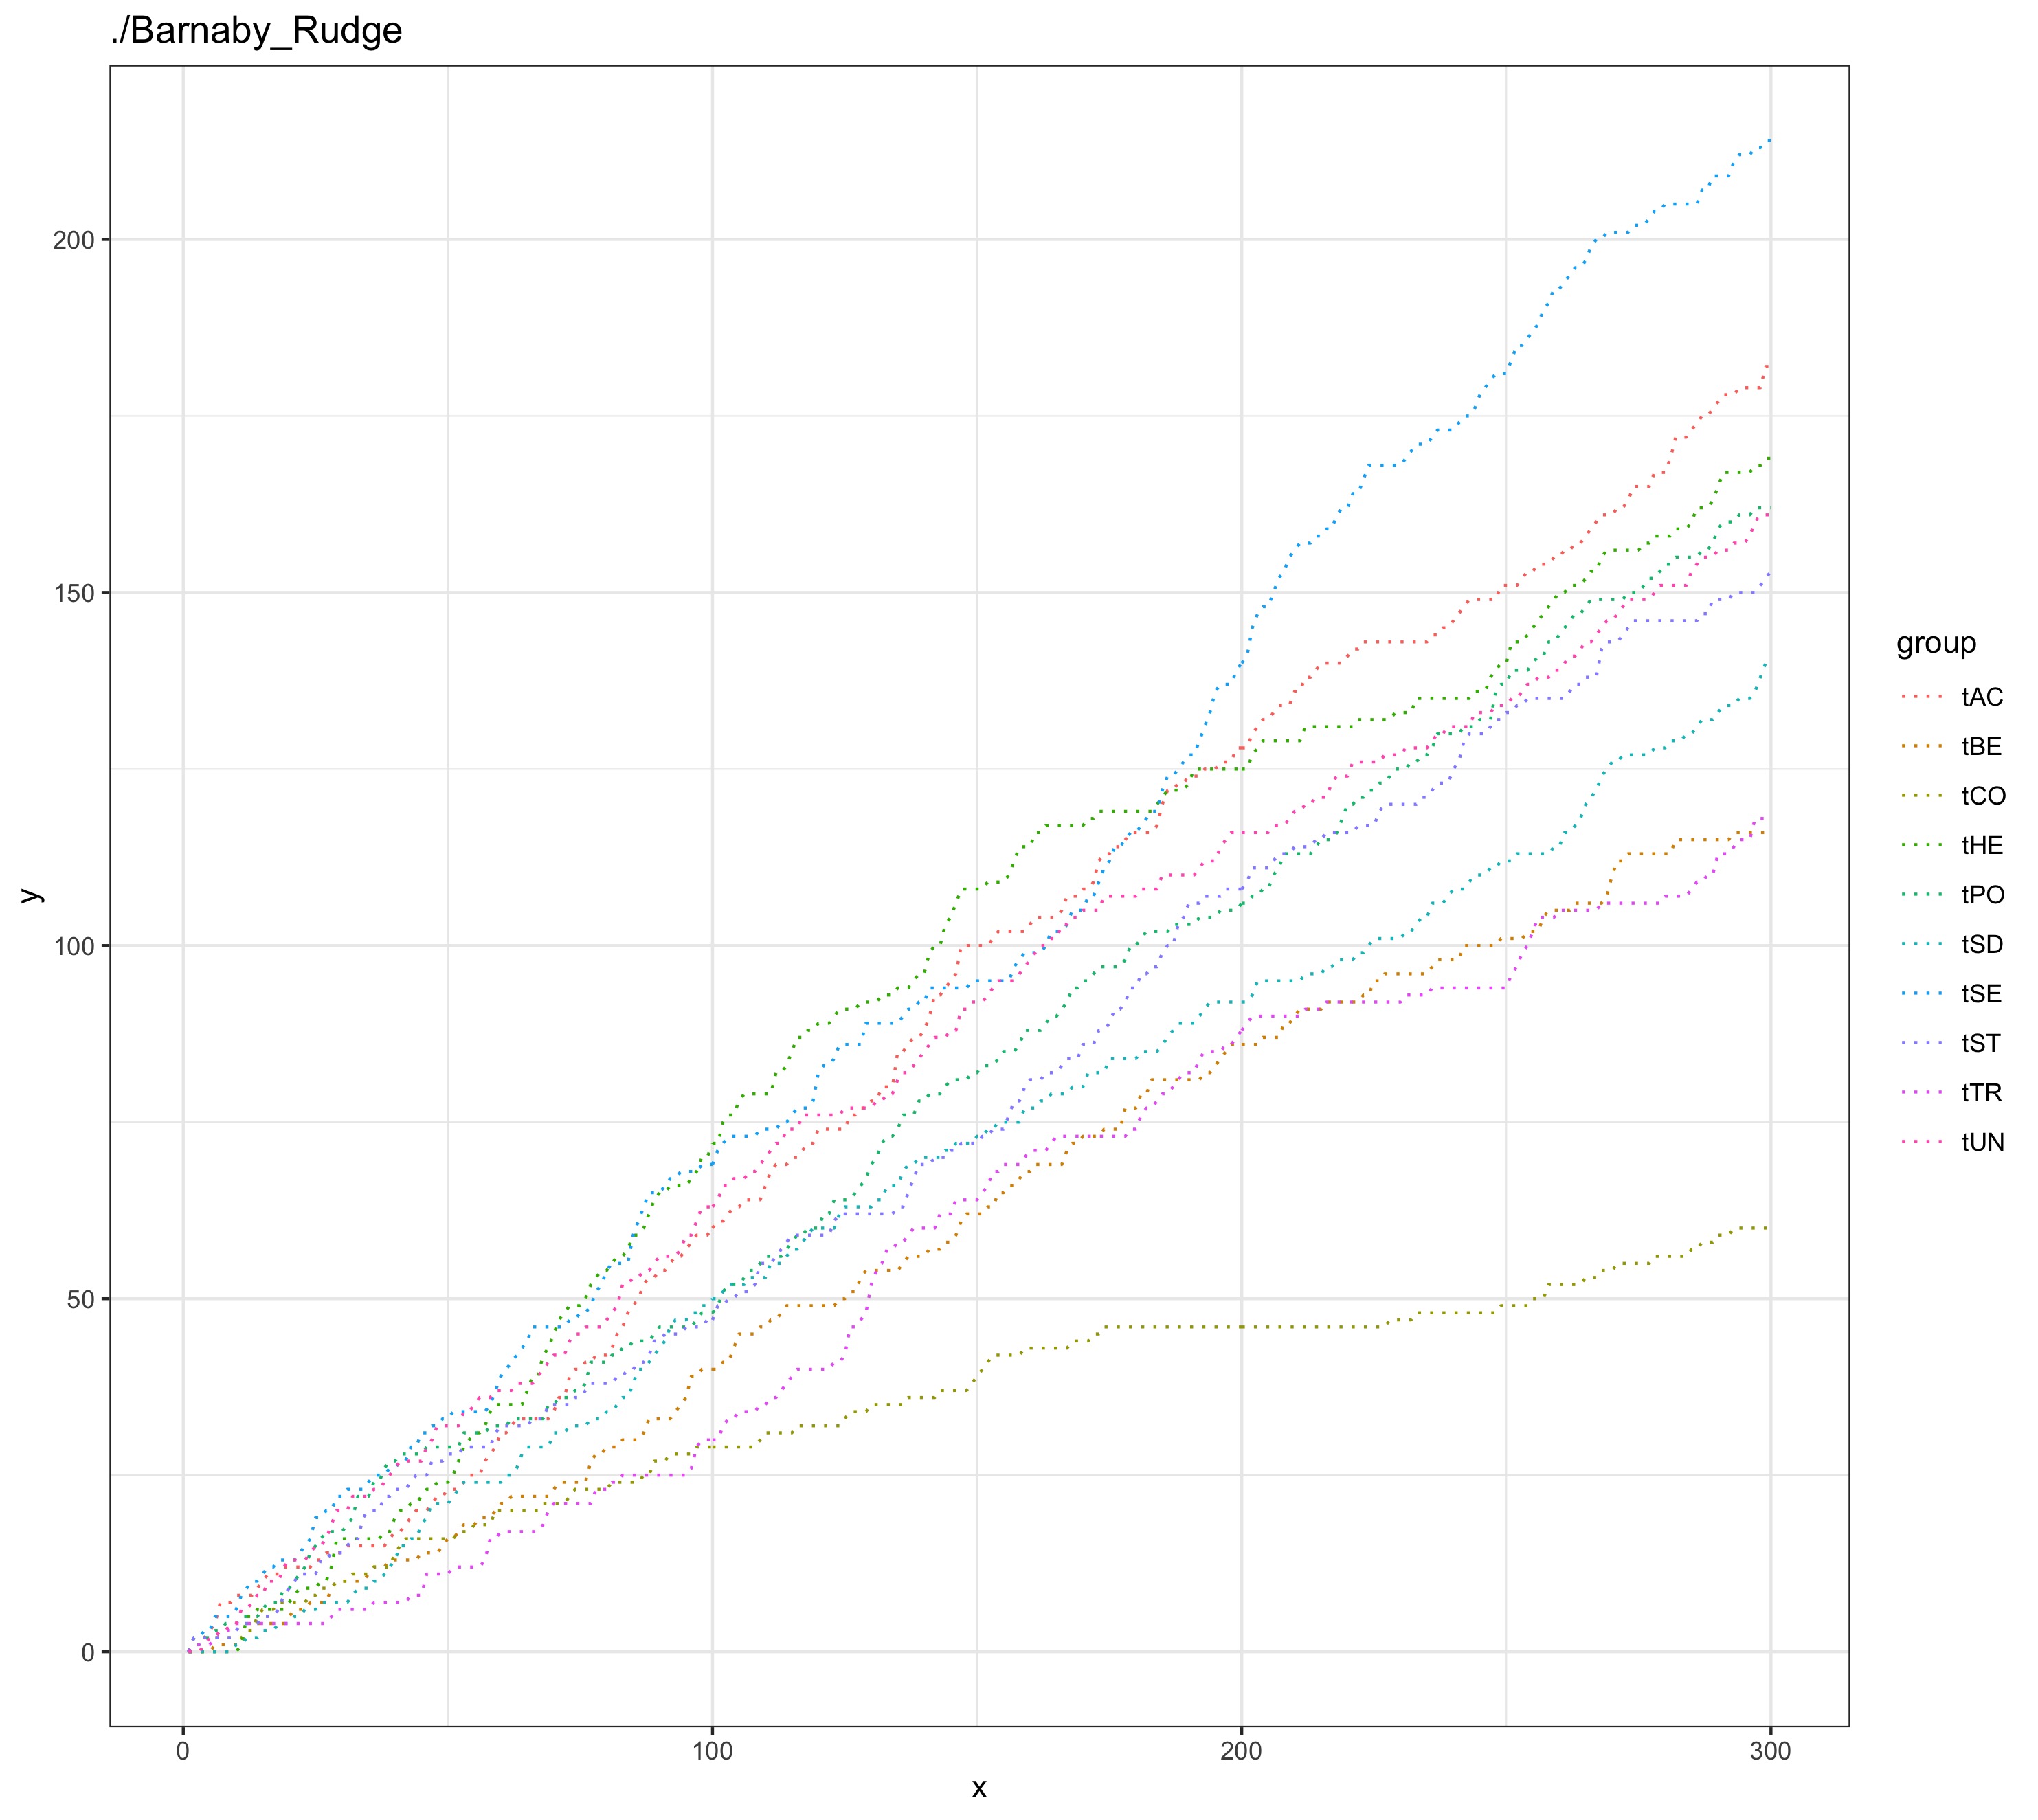 ./Barnaby_Rudge
200
150
100
50
0
y
0 100 200 300
x
group
tAC
tBE
tCO
tHE
tPO
tSD
tSE
tST
tTR
tUN